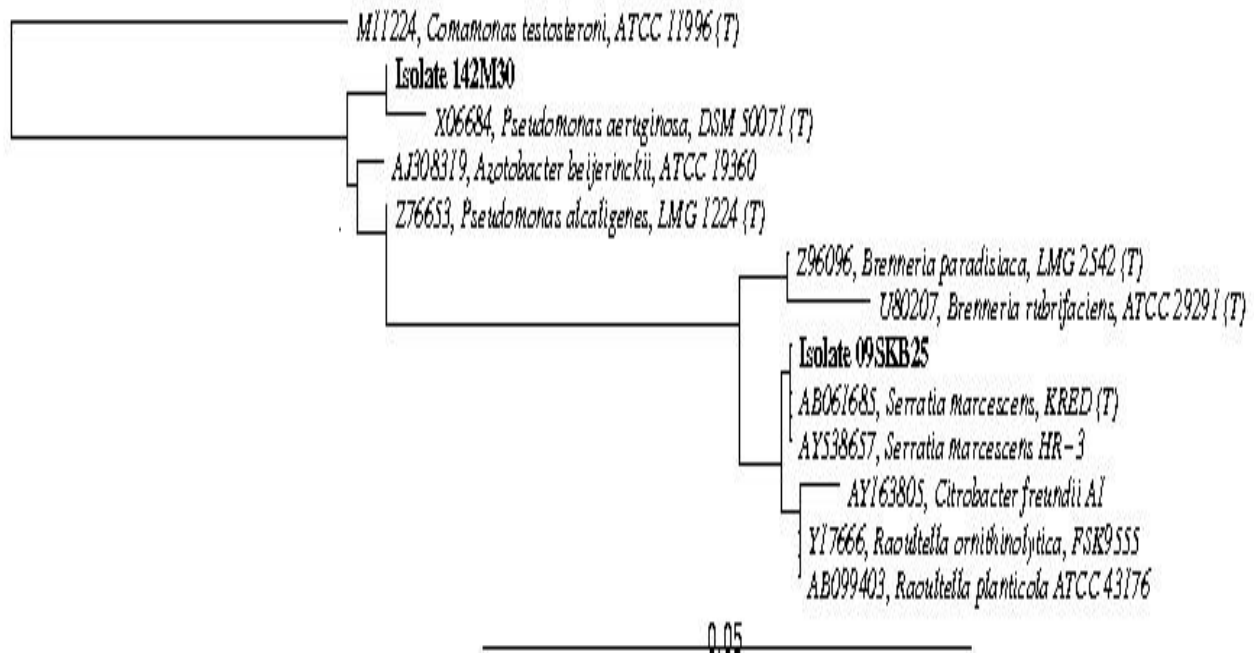 M11224, Comamonas testosteroni, ATCC 11996 (T)
Isolate 142M30
X06684, Pseudomonas aeruginosa, DSM 50071 (T)
AJ308319, Azotobacter beijerinckii, ATCC 19360
Z76653, Pseudomonas alcaligenes, LMG 1224 (T)
Z96096, Brenneria paradisiaca, LMG 2542 (T)
U80207, Brenneria rubrifaciens, ATCC 29291 (T)
Isolate 09SKB25
AB061685, Serratia marcescens, KRED (T)
AY538657, Serratia marcescens HR-3
AY163805, Citrobacter freundii A1
Y17666, Raoultella ornithinolytica, FSK9555
AB099403, Raoultella planticola ATCC 43176
0.05